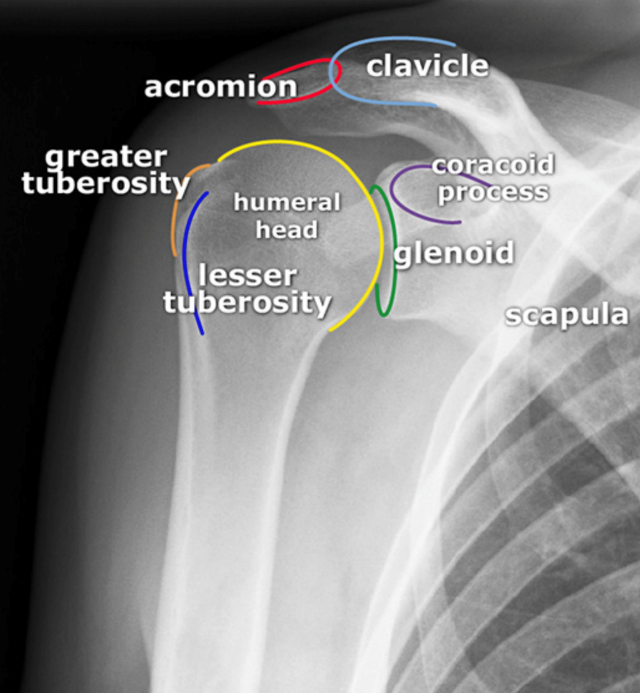 clavicle
acromion
greater
tuberosity
coracoid
process
humeral
head
glenoid
lesser
tuberosity
scapula